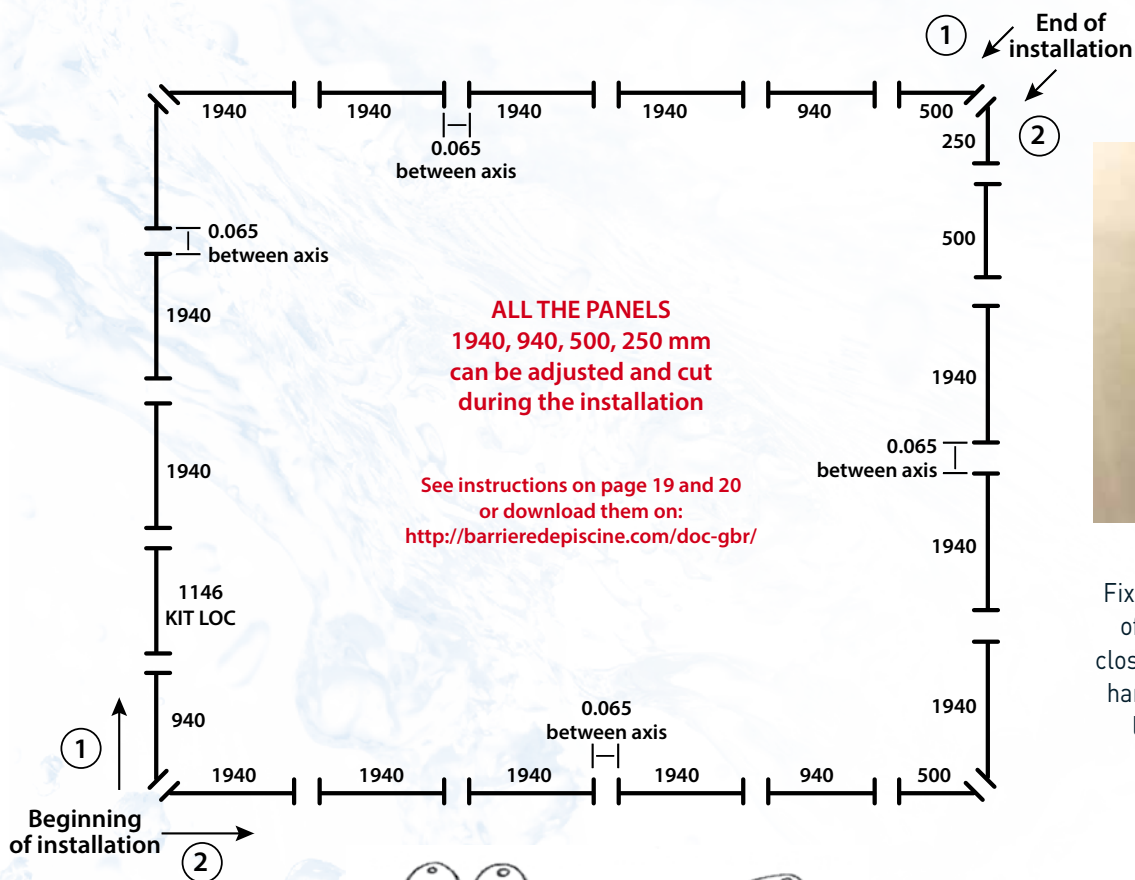 1
End of
installation
2
1940
1940
1940
1940
940
500
0.065
between axis
250
0.065
between axis
500
1940
ALL THE PANELS
1940, 940, 500, 250 mm
can be adjusted and cut
during the installation
1940
0.065
between axis
1940
See instructions on page 19 and 20
or download them on:
http://barrieredepiscine.com/doc-gbr/
1940
1146
KIT LOC
Fix
of
clos
har
1940
940
0.065
between axis
1
1940
1940
1940
1940
940
500
Beginning
of installation
2